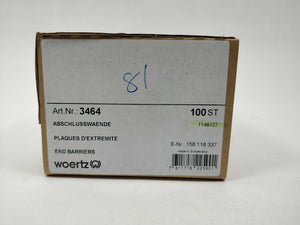 81
Art.Nr.: 3464 100 ST
ABSCHLUSSWAENDE 1149127
PLAQUES D'EXTREMITE
E-Nr. 158 118 337
END BARRIERS
made in Switzerland
woertz